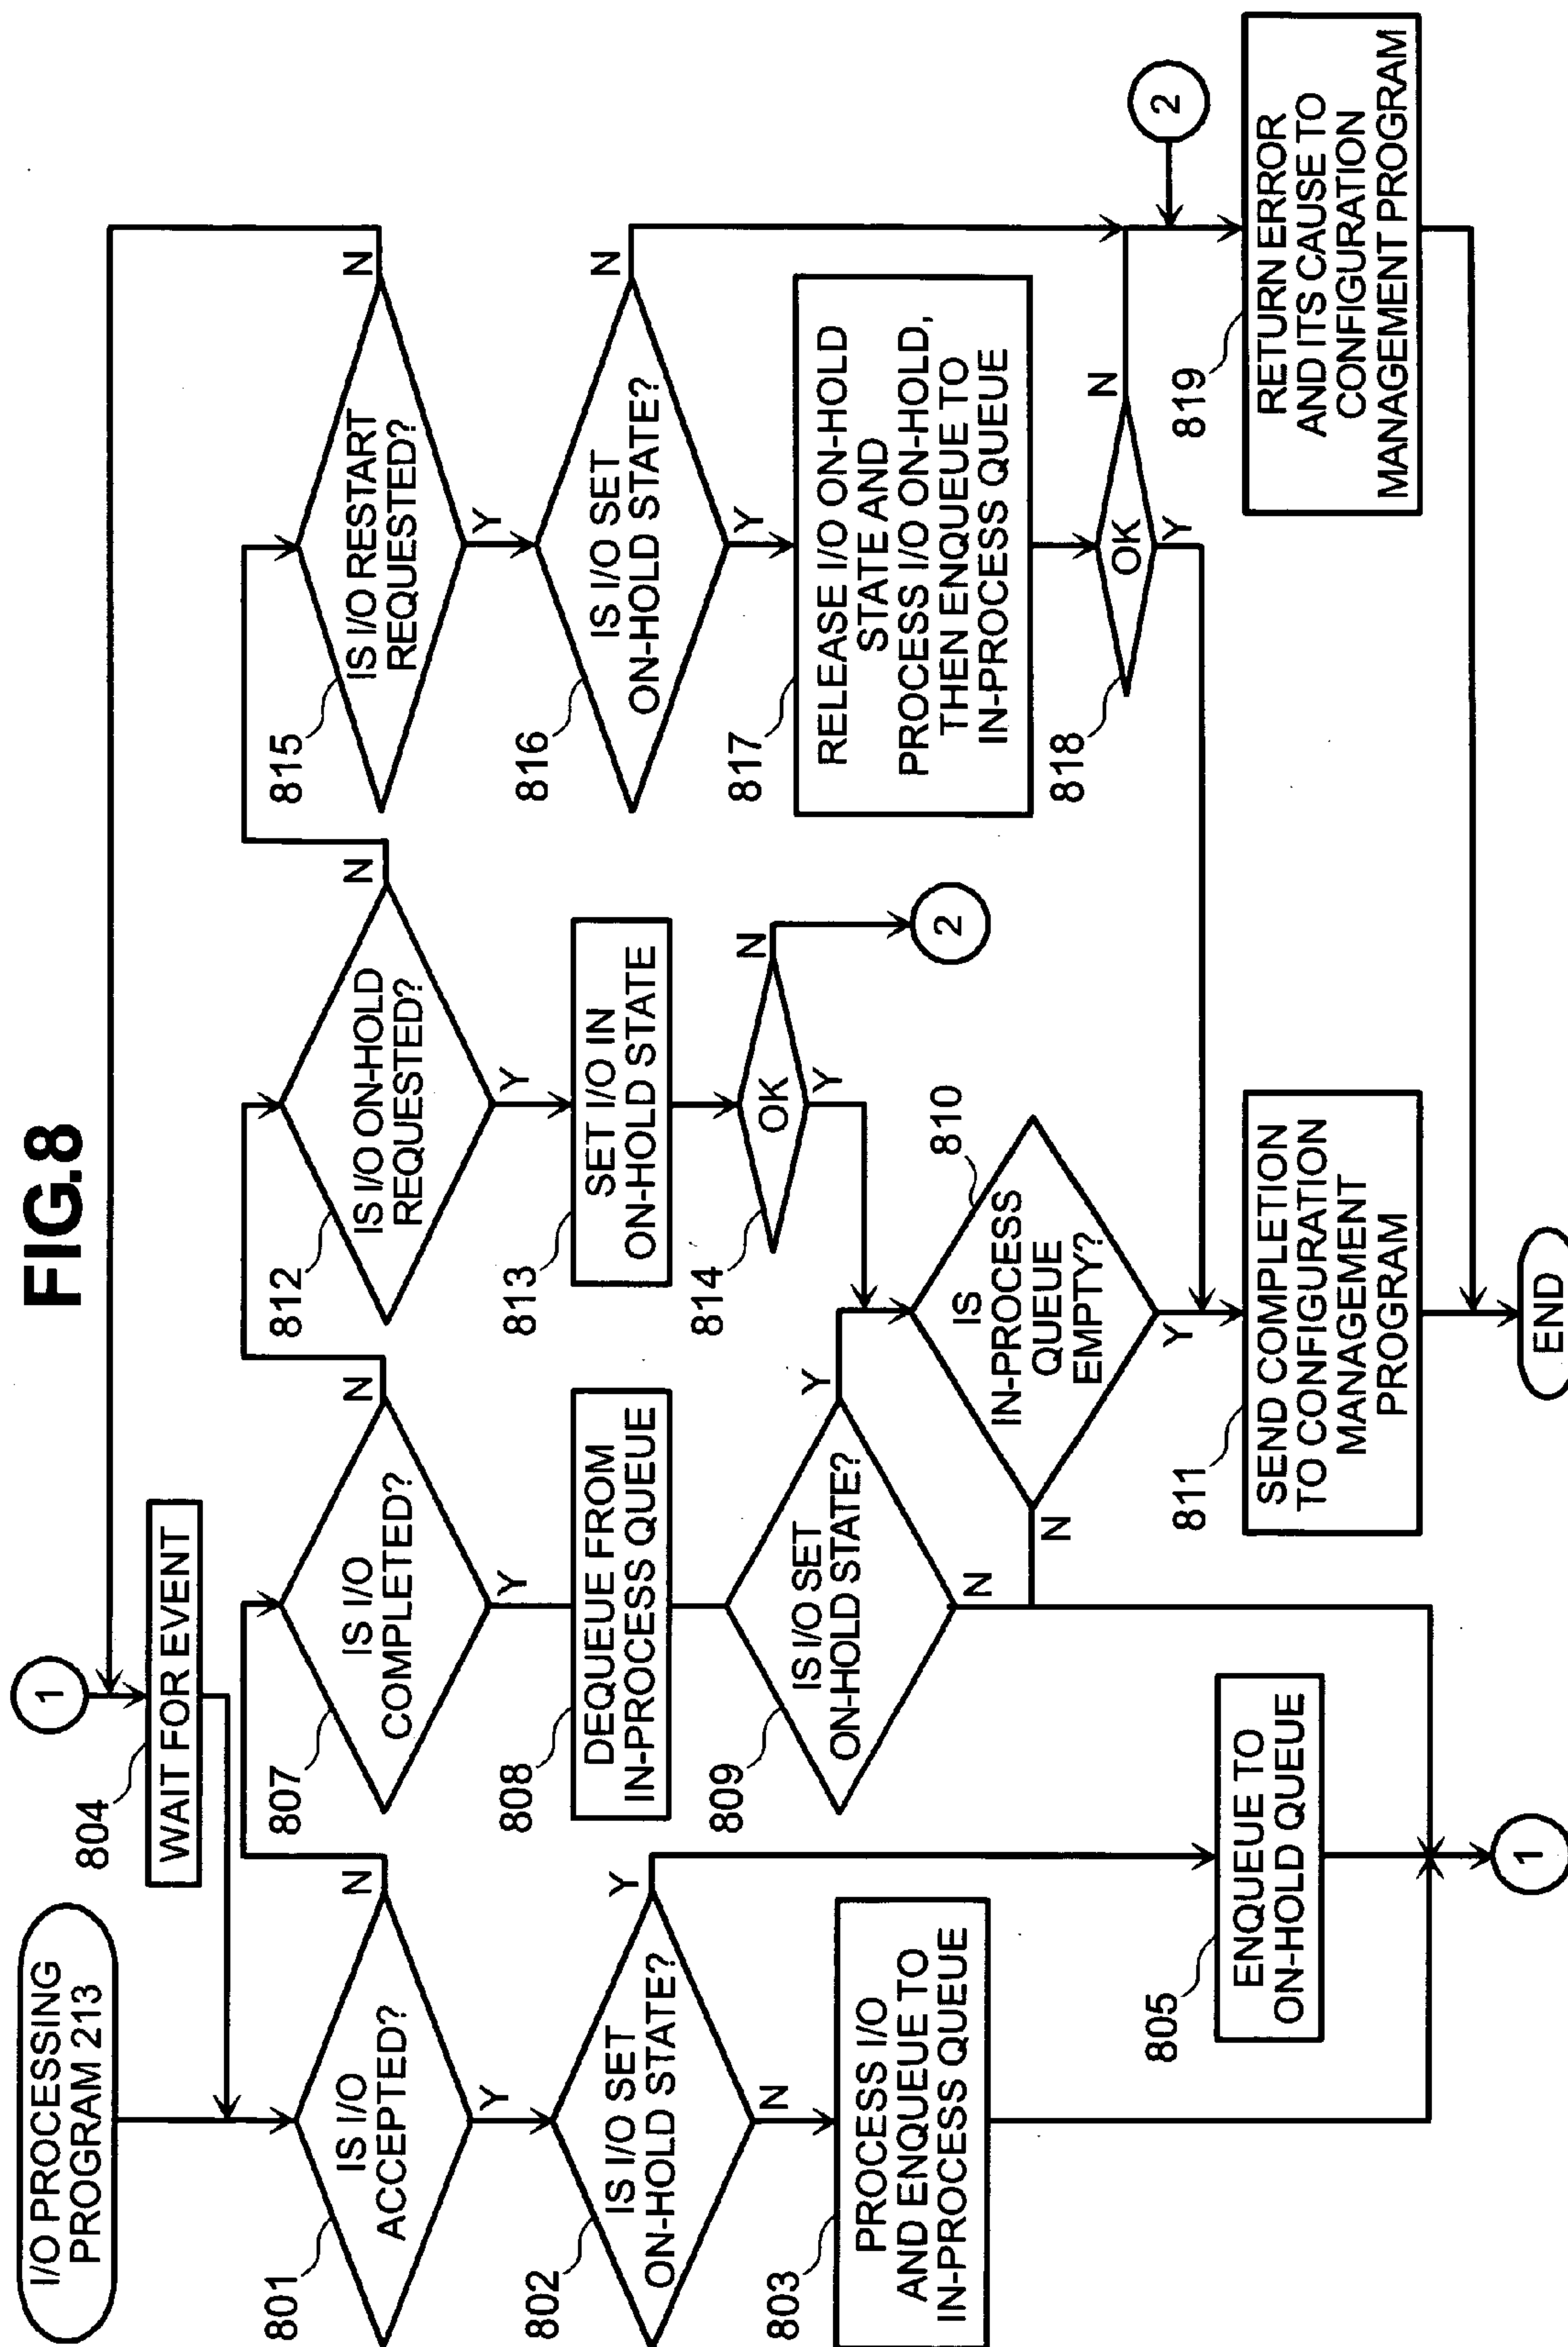 FIG.8
I/O PROCESSING
PROGRAM 213
1
804
WAIT FOR EVENT
801
IS I/O
ACCEPTED?
N
Y
802
IS I/O SET
ON-HOLD STATE?
Y
N
803
PROCESS I/O
AND ENQUEUE TO
IN-PROCESS QUEUE
805
ENQUEUE TO
ON-HOLD QUEUE
1
807
IS I/O
COMPLETED?
N
Y
808
DEQUEUE FROM
IN-PROCESS QUEUE
809
IS I/O SET
ON-HOLD STATE?
Y
N
810
IS
IN-PROCESS
QUEUE
EMPTY?
N
Y
811
SEND COMPLETION
TO CONFIGURATION
MANAGEMENT
PROGRAM
END
812
IS I/O ON-HOLD
REQUESTED?
N
Y
813
SET I/O IN
ON-HOLD STATE
814
OK
N
Y
2
815
IS I/O RESTART
REQUESTED?
N
Y
816
IS I/O SET
ON-HOLD STATE?
N
Y
817
RELEASE I/O ON-HOLD
STATE AND
PROCESS I/O ON-HOLD,
THEN ENQUEUE TO
IN-PROCESS QUEUE
818
OK
N
Y
2
819
RETURN ERROR
AND ITS CAUSE TO
CONFIGURATION
MANAGEMENT PROGRAM